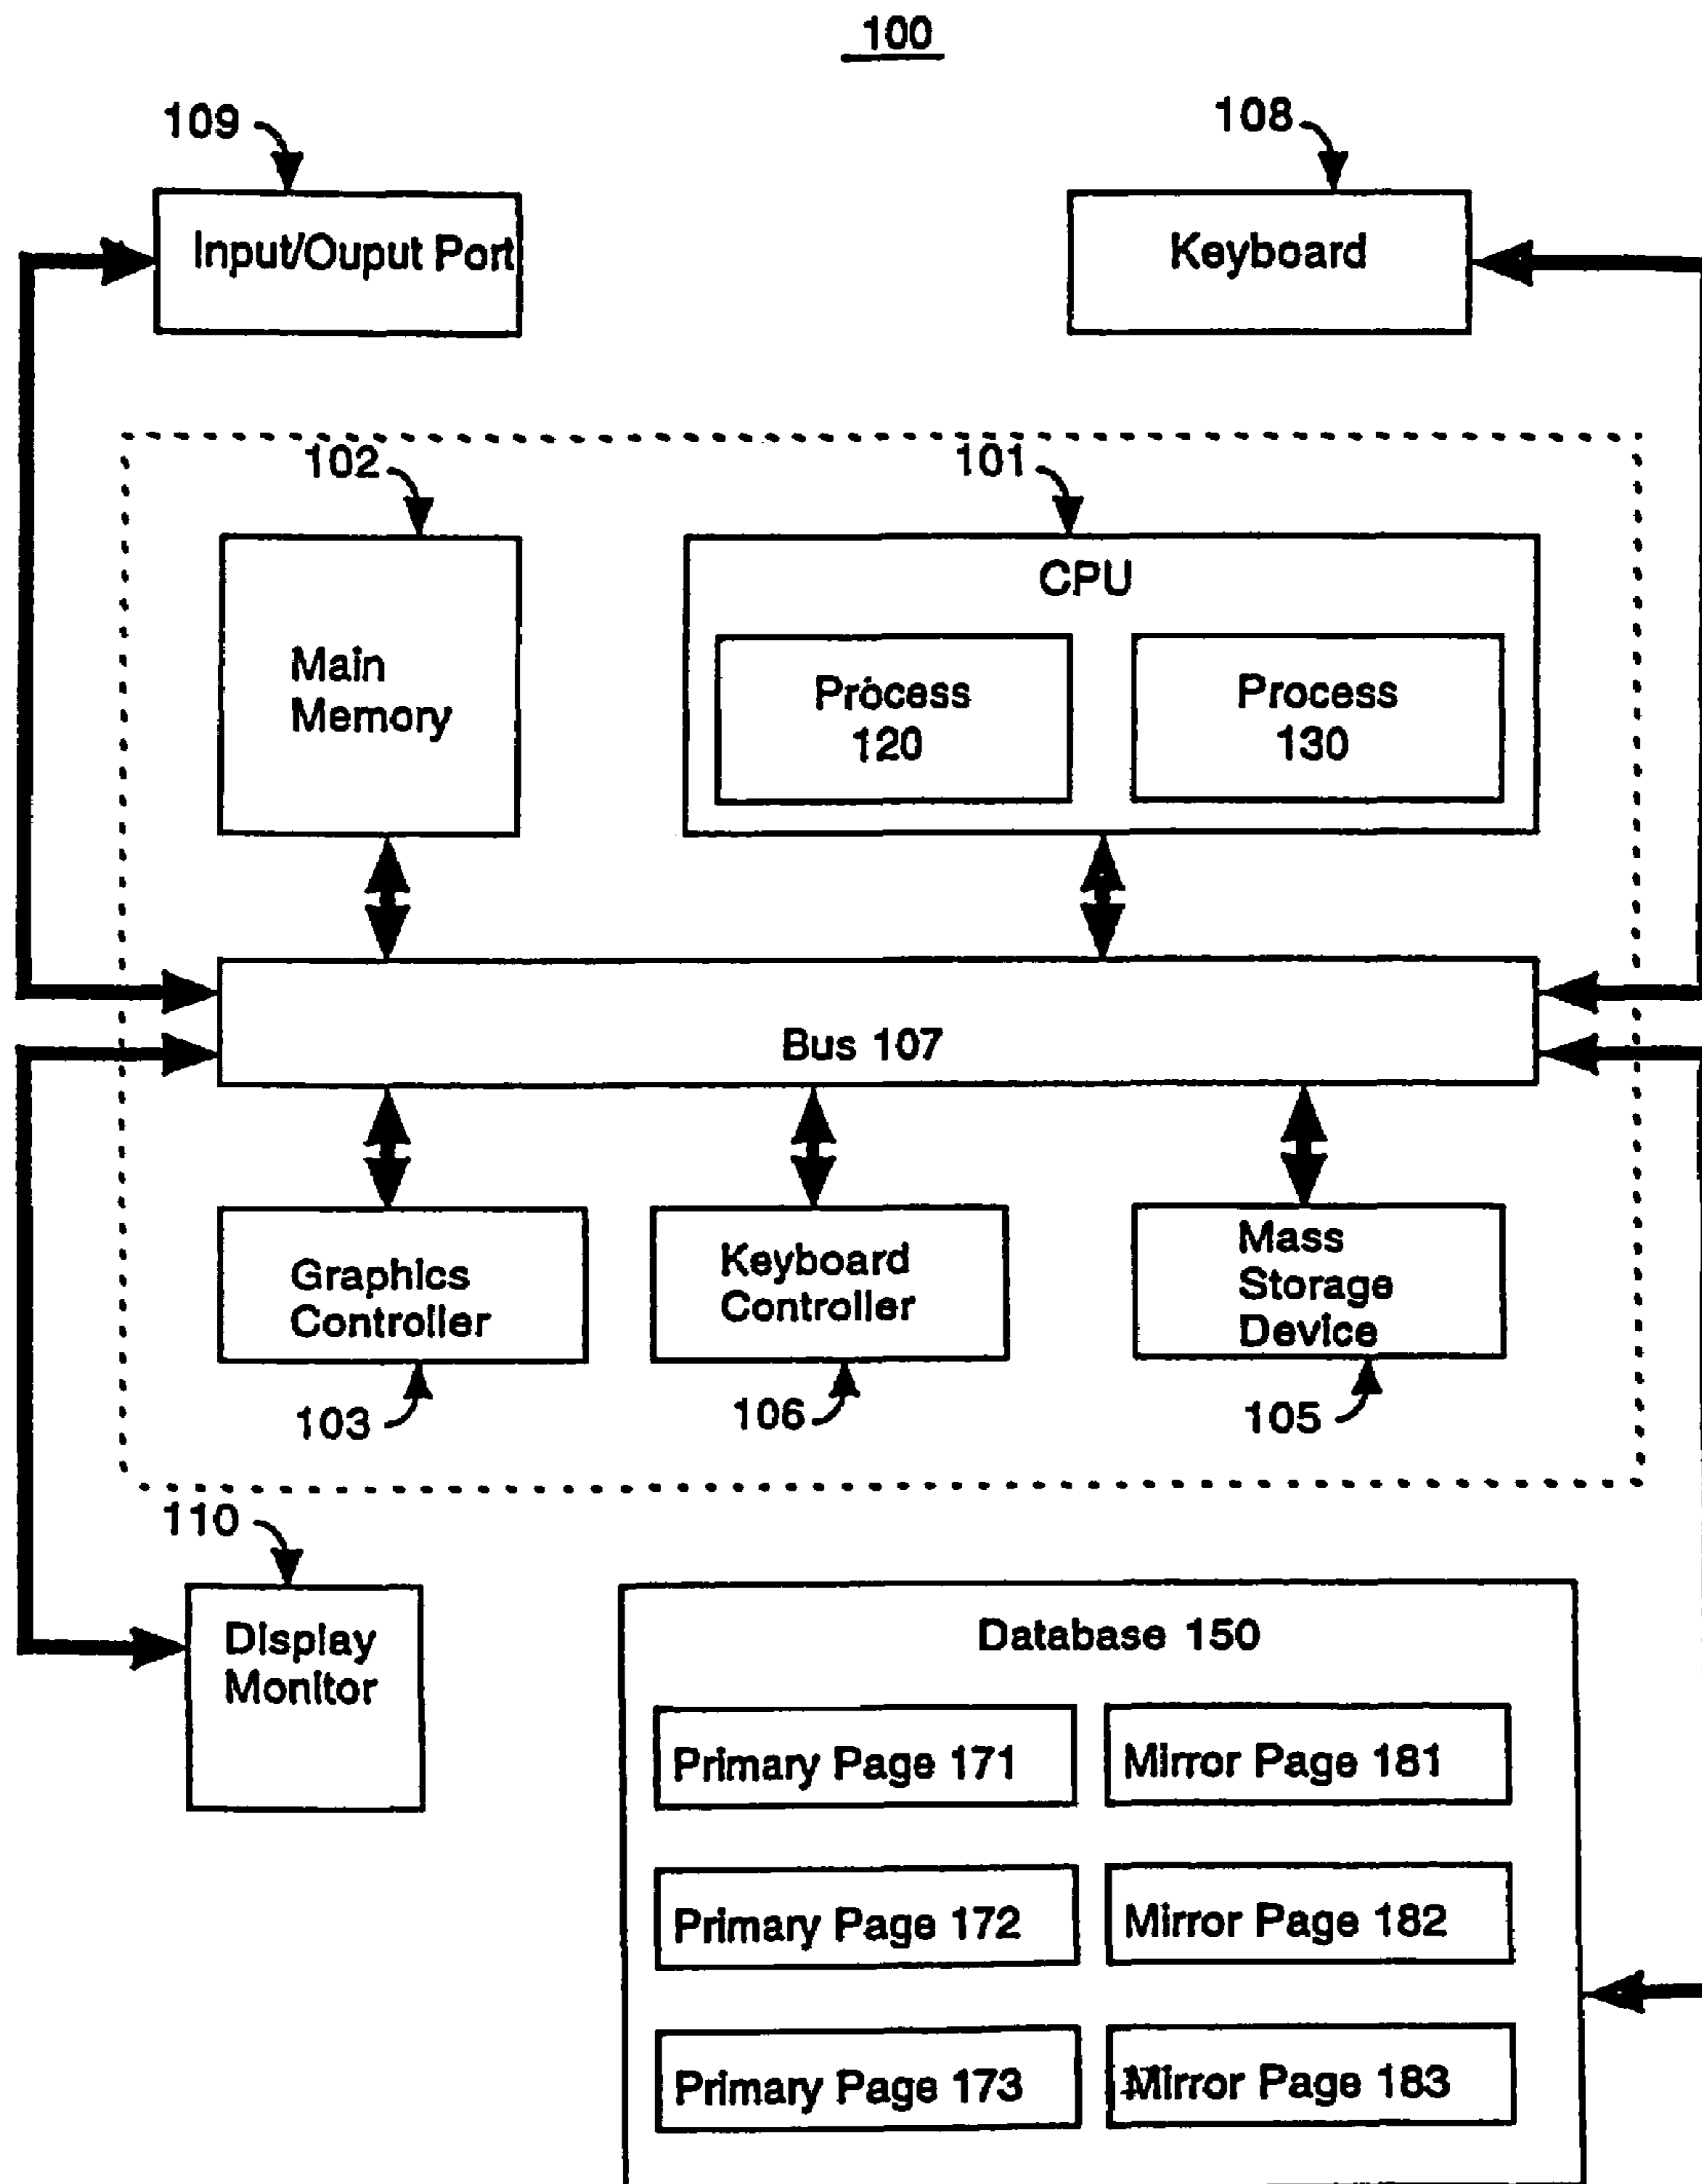 100
109
108
Input/Ouput Port
Keyboard
102
101
Main
Memory
CPU
Process
120
Process
130
Bus 107
Graphics
Controller
Keyboard
Controller
Mass
Storage
Device
103
106
105
110
Display
Monitor
Database 150
Primary Page 171
Mirror Page 181
Primary Page 172
Mirror Page 182
Primary Page 173
Mirror Page 183